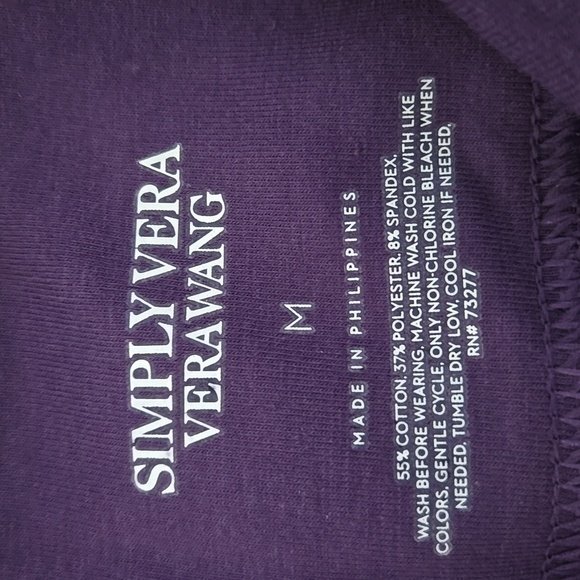 SIMPLY VERA
VERA WANG
M
MADE IN PHILIPPINES
55% COTTON, 37% POLYESTER, 8% SPANDEX,
WASH BEFORE WEARING, MACHINE WASH COLD WITH LIKE
COLORS, GENTLE CYCLE, ONLY NON-CHLORINE BLEACH WHEN
NEEDED, TUMBLE DRY LOW, COOL IRON IF NEEDED,
RN# 73277